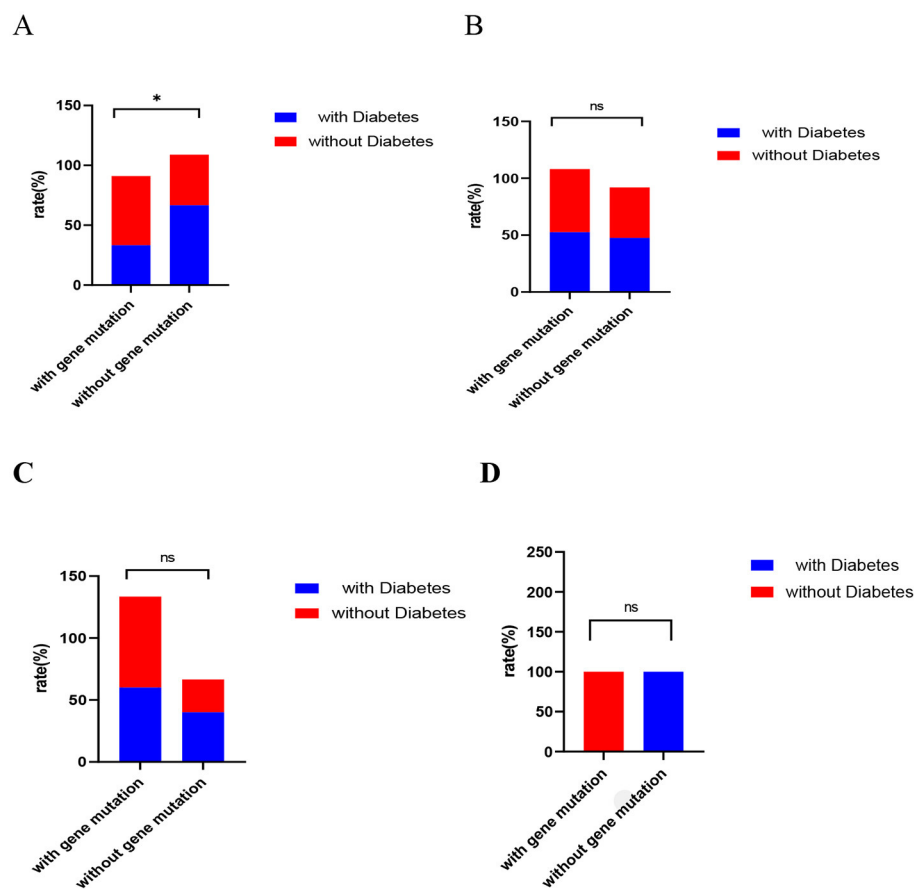 A
150
100
50
0
rate(%)
*
with Diabetes
without Diabetes
with gene mutation
without gene mutation
B
150
100
50
0
rate(%)
ns
with Diabetes
without Diabetes
with gene mutation
without gene mutation
C
150
100
50
0
rate(%)
ns
with Diabetes
without Diabetes
with gene mutation
without gene mutation
D
250
200
150
100
50
0
rate(%)
ns
with Diabetes
without Diabetes
with gene mutation
without gene mutation